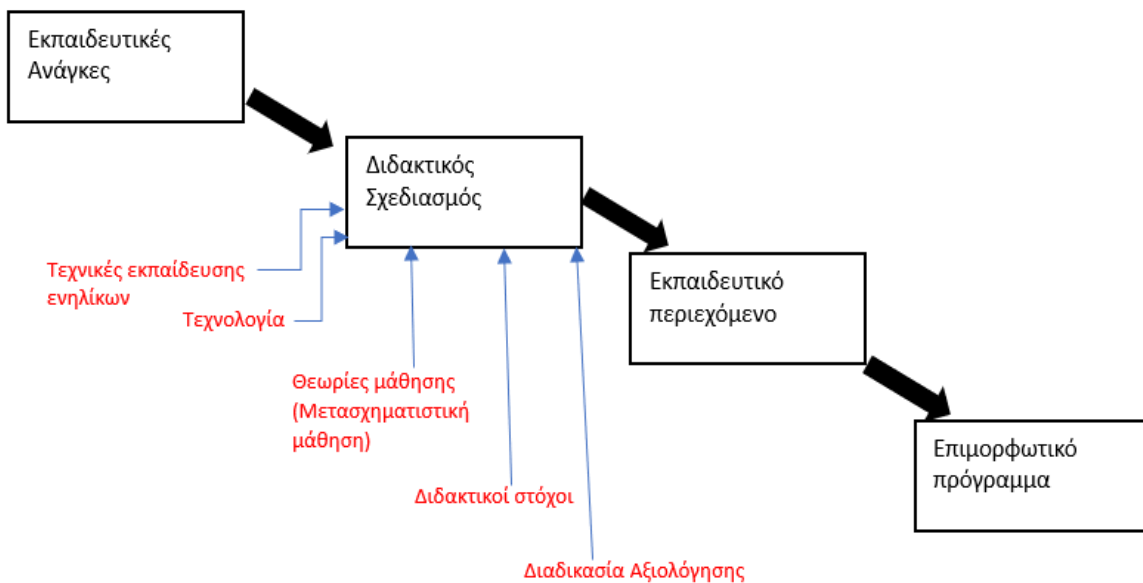 Εκπαιδευτικές
Ανάγκες
Διδακτικός
Σχεδιασμός
Τεχνικές εκπαίδευσης
ενηλίκων
Τεχνολογία
Εκπαιδευτικό
περιεχόμενο
Θεωρίες μάθησης
(Μετασχηματιστική
μάθηση)
Επιμορφωτικό
πρόγραμμα
Διδακτικοί στόχοι
Διαδικασία Αξιολόγησης